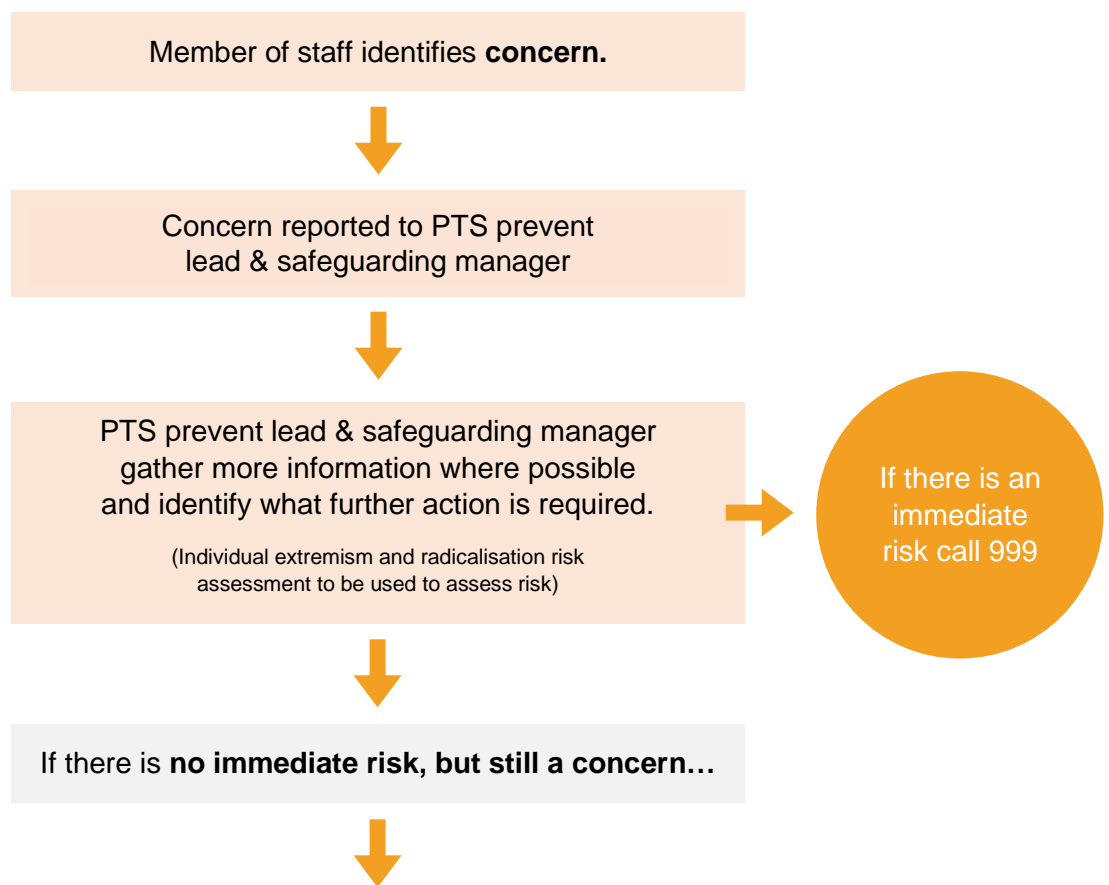 Member of staff identifies concern.
Concern reported to PTS prevent
lead & safeguarding manager
PTS prevent lead & safeguarding manager
gather more information where possible
and identify what further action is required.
(Individual extremism and radicalisation risk
assessment to be used to assess risk)
If there is an
immediate
risk call 999
If there is no immediate risk, but still a concern…